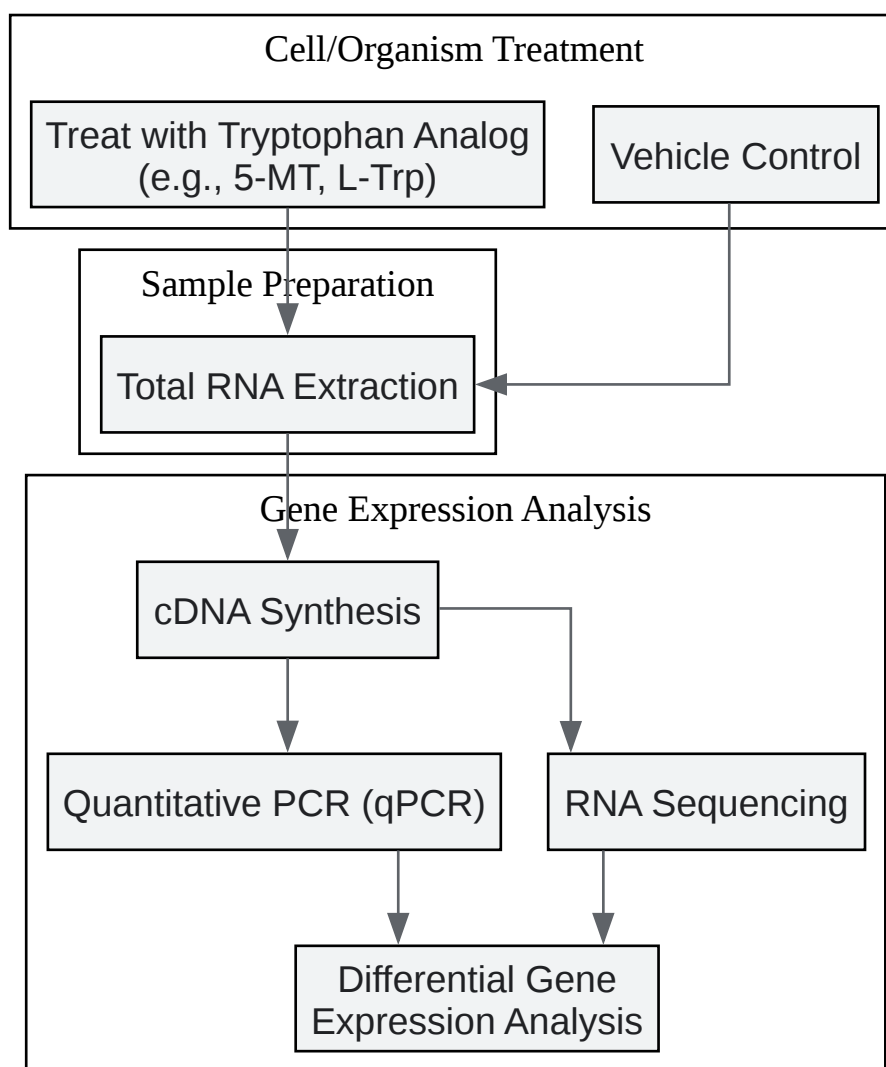 Cell/Organism Treatment
Treat with Tryptophan Analog
(e.g., 5-MT, L-Trp)
Vehicle Control
Sample Preparation
Total RNA Extraction
Gene Expression Analysis
cDNA Synthesis
Quantitative PCR (qPCR)
RNA Sequencing
Differential Gene
Expression Analysis